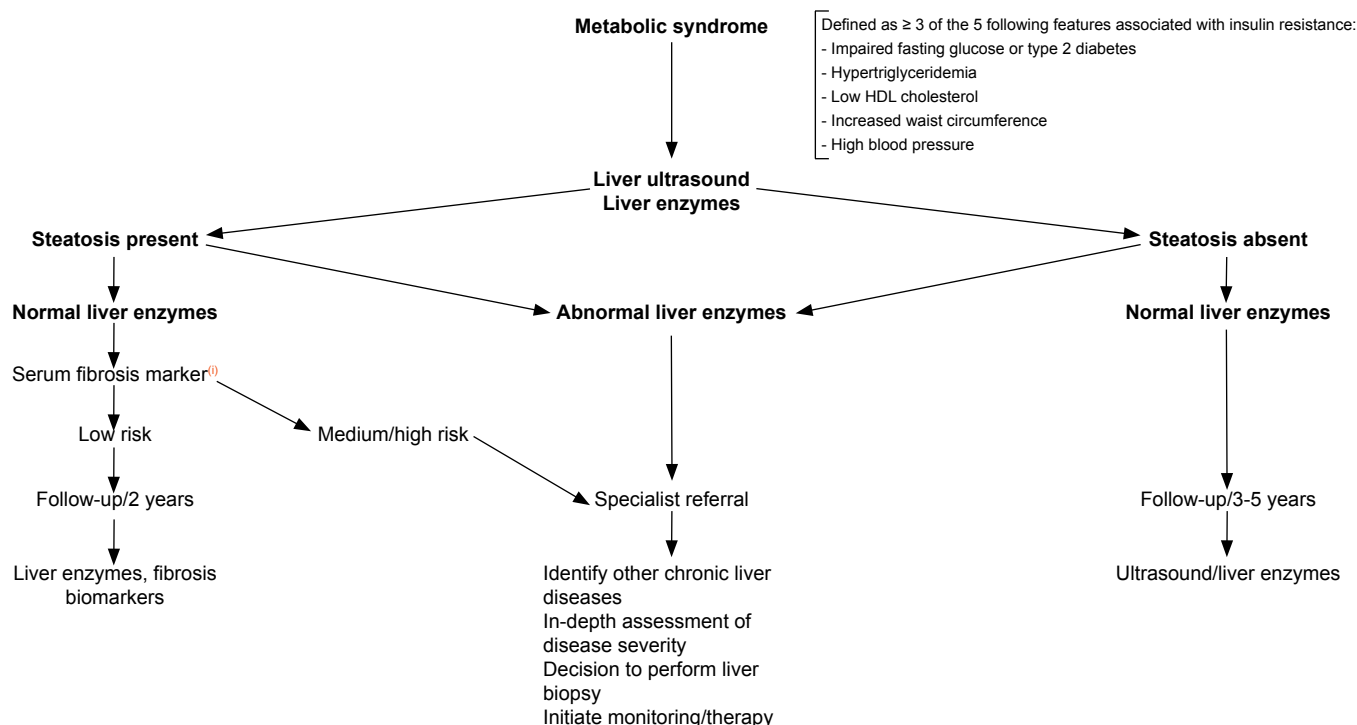 Metabolic syndrome
Defined as ≥ 3 of the 5 following features associated with insulin resistance:
- Impaired fasting glucose or type 2 diabetes
- Hypertriglyceridemia
- Low HDL cholesterol
- Increased waist circumference
- High blood pressure
Liver ultrasound
Liver enzymes
Steatosis present
Steatosis absent
Normal liver enzymes
Abnormal liver enzymes
Normal liver enzymes
Serum fibrosis marker(i)
Low risk
Medium/high risk
Follow-up/2 years
Specialist referral
Follow-up/3-5 years
Liver enzymes, fibrosis
biomarkers
Identify other chronic liver
diseases
In-depth assessment of
disease severity
Decision to perform liver
biopsy
Initiate monitoring/therapy
Ultrasound/liver enzymes